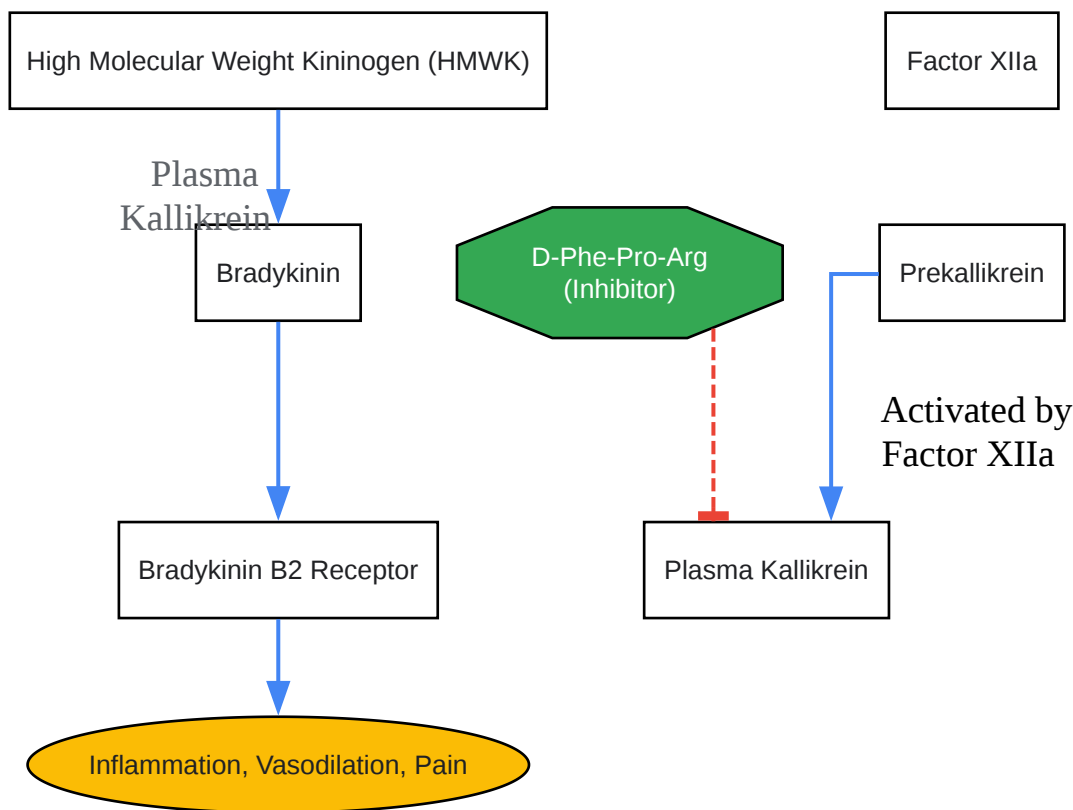 High Molecular Weight Kininogen (HMWK)
Factor XIIa
Plasma
Kallikrein
Bradykinin
D-Phe-Pro-Arg
(Inhibitor)
Prekallikrein
Activated by
Factor XIIa
Bradykinin B2 Receptor
Plasma Kallikrein
Inflammation, Vasodilation, Pain